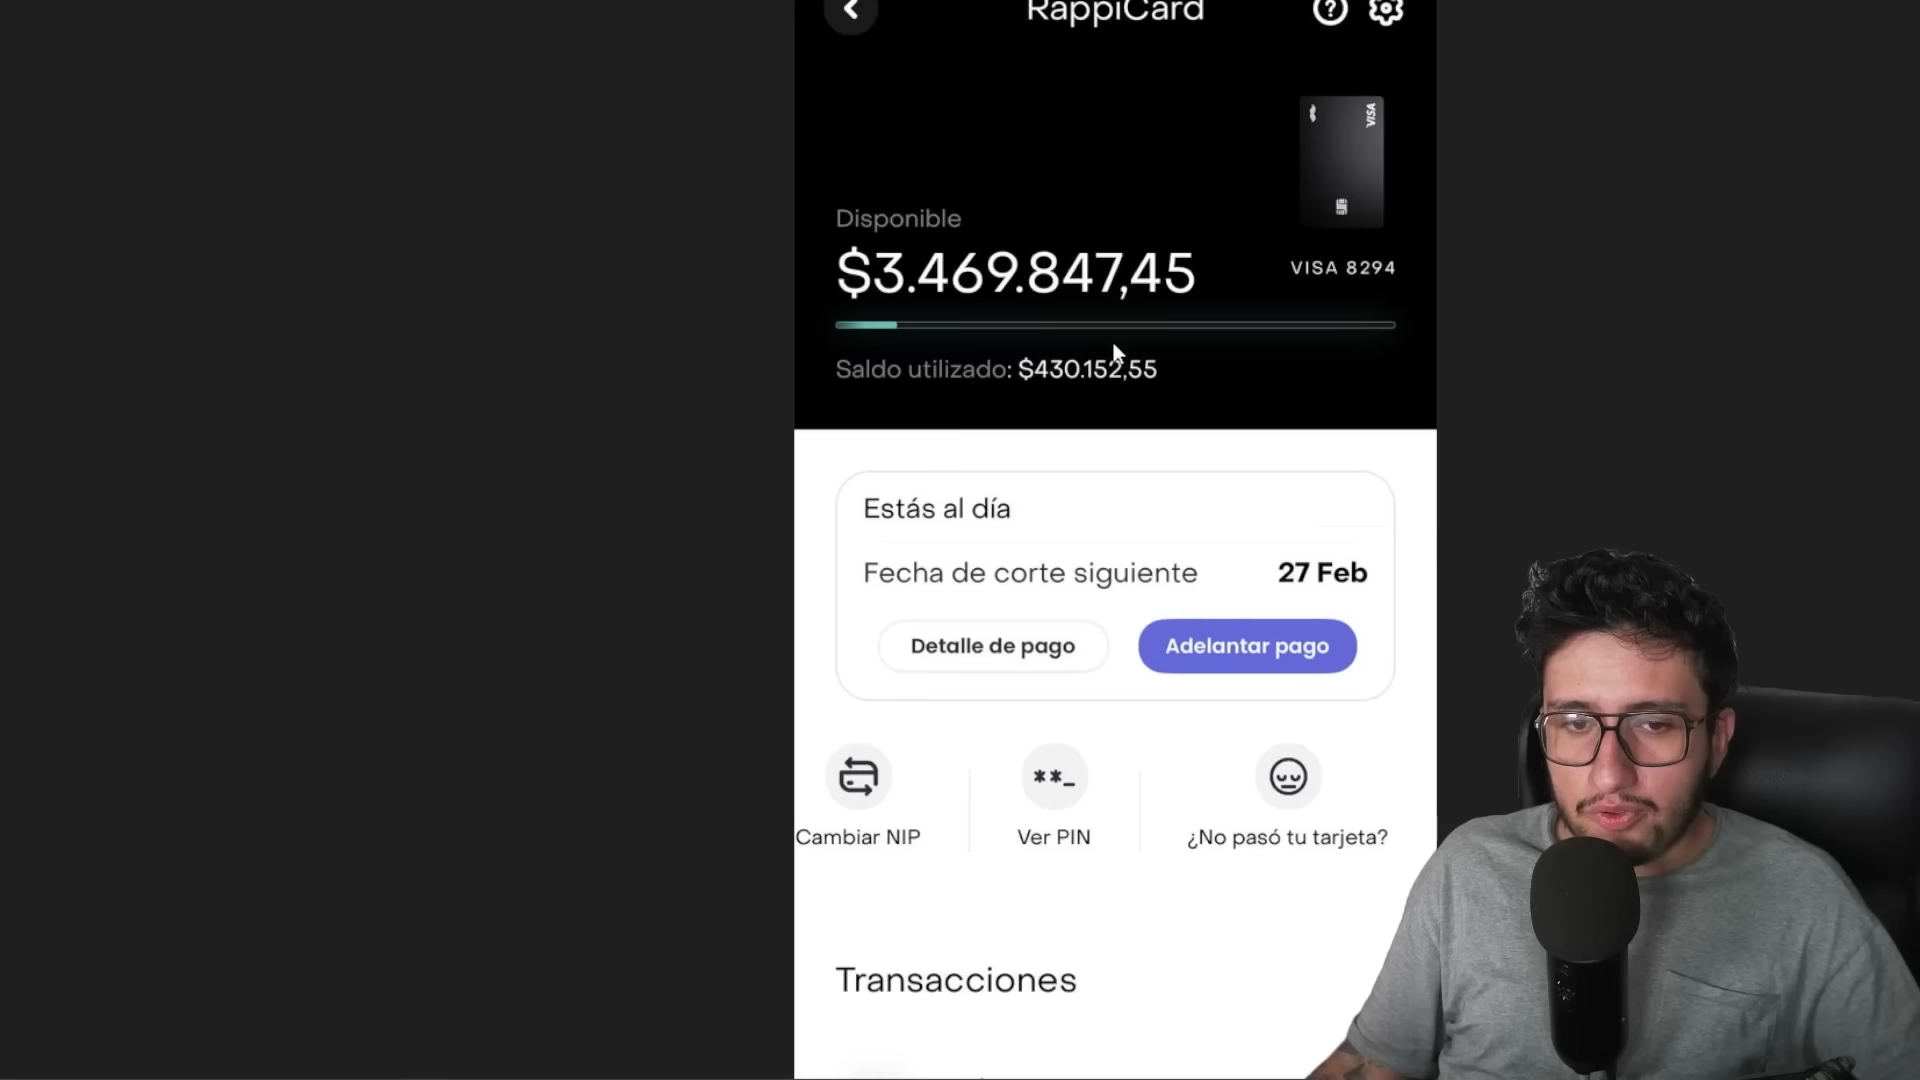 RappiCard
VISA
Disponible
$3.469.847,45
VISA 8294
Saldo utilizado: $430.152,55
Estás al día
Fecha de corte siguiente 27 Feb
Detalle de pago Adelantar pago
Cambiar NIP Ver PIN ¿No pasó tu tarjeta?
Transacciones